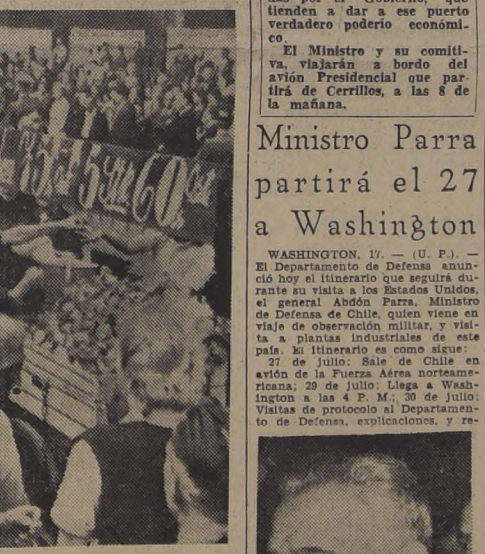 tienden a dar a ese puerto
verdadero poderío económi-
co.
El Ministro y su comiti-
va, viajarán a bordo del
avión Presidencial que par-
tirá de Cerrillos, a las 8 de
la mañana.
Ministro Parra
partirá el 27
a Washington
WASHINGTON, 17. — (U. P.). —
El Departamento de Defensa anun-
ció hoy el itinerario que seguirá du-
rante su visita a los Estados Unidos,
el general Abdón Parra, Ministro
de Defensa de Chile, quien viene en
viaje de observación militar, y visi-
ta a plantas industriales de este
país. El itinerario es como sigue:
27 de julio: Sale de Chile en
avión de la Fuerza Aérea norteame-
ricana; 29 de julio: Llega a Wash-
ington a las 4 P. M.; 30 de julio:
Visitas de protocolo al Departamen-
to de Defensa, explicaciones, y re-